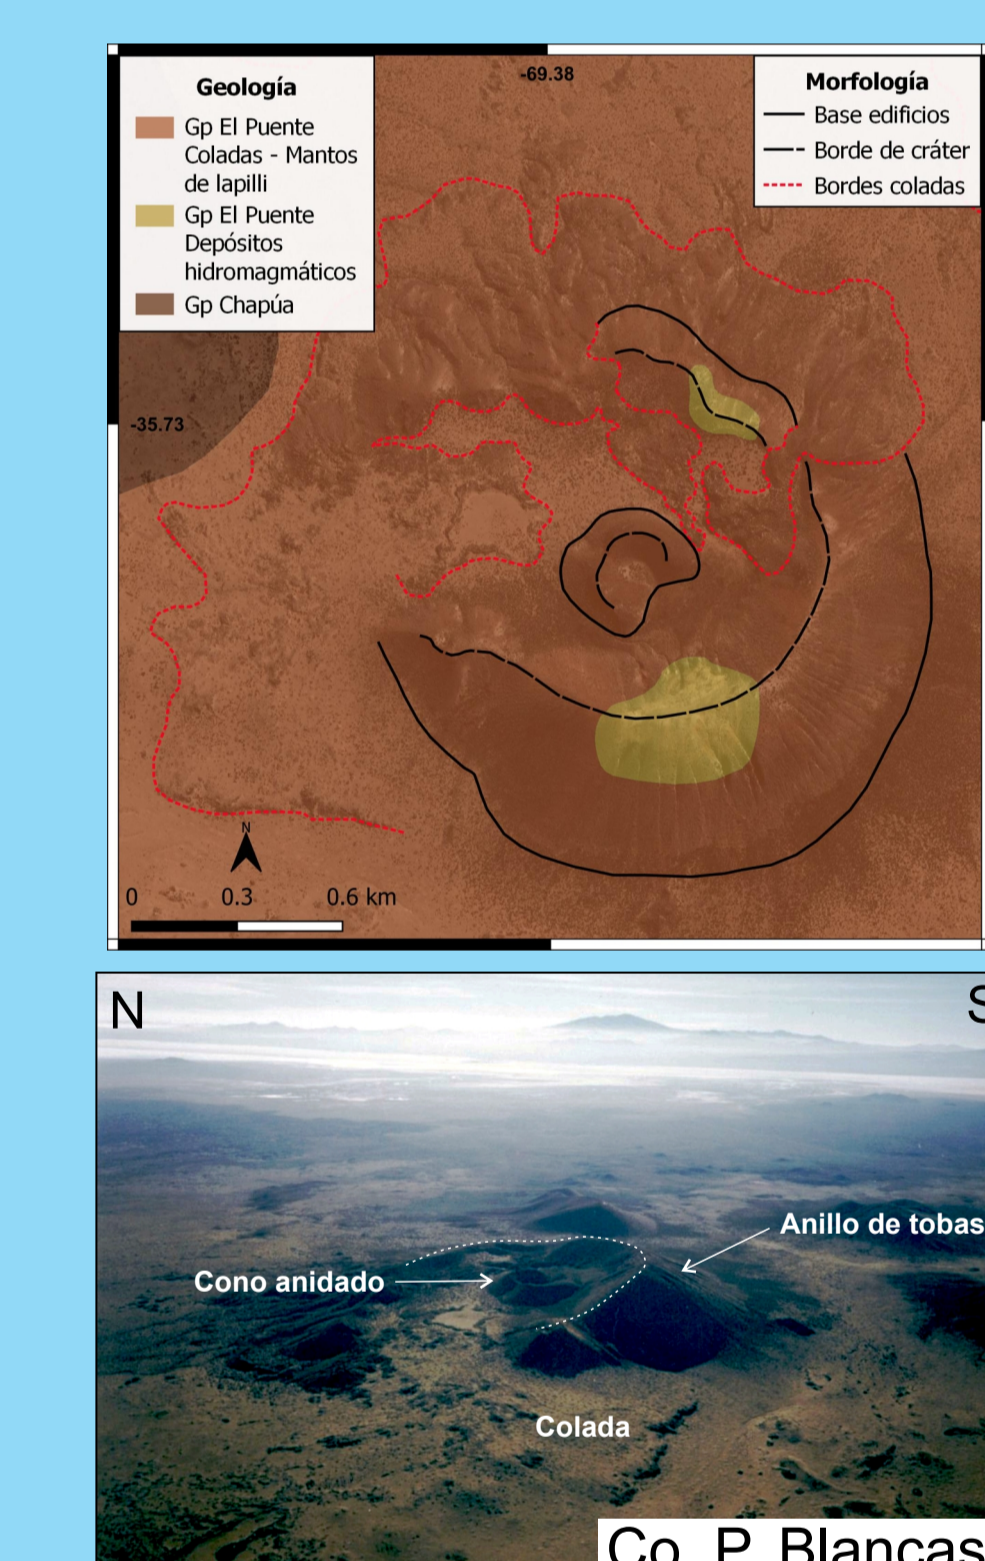 Geología
Gp El Puente
Coladas - Mantos
de lapilli
Gp El Puente
Depósitos
hidromagmáticos
Gp Chapúa
-69.38
Morfología
Base edificios
Borde de cráter
Bordes coladas
-35.73
N
0 0.3 0.6 km
N
S
Anillo de tobas
Cono anidado
Colada
Co. P. Blancas